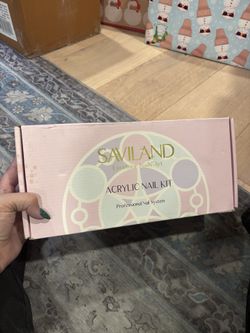 SAVILAND
ACRYLIC NAIL KIT
Professional Nail System